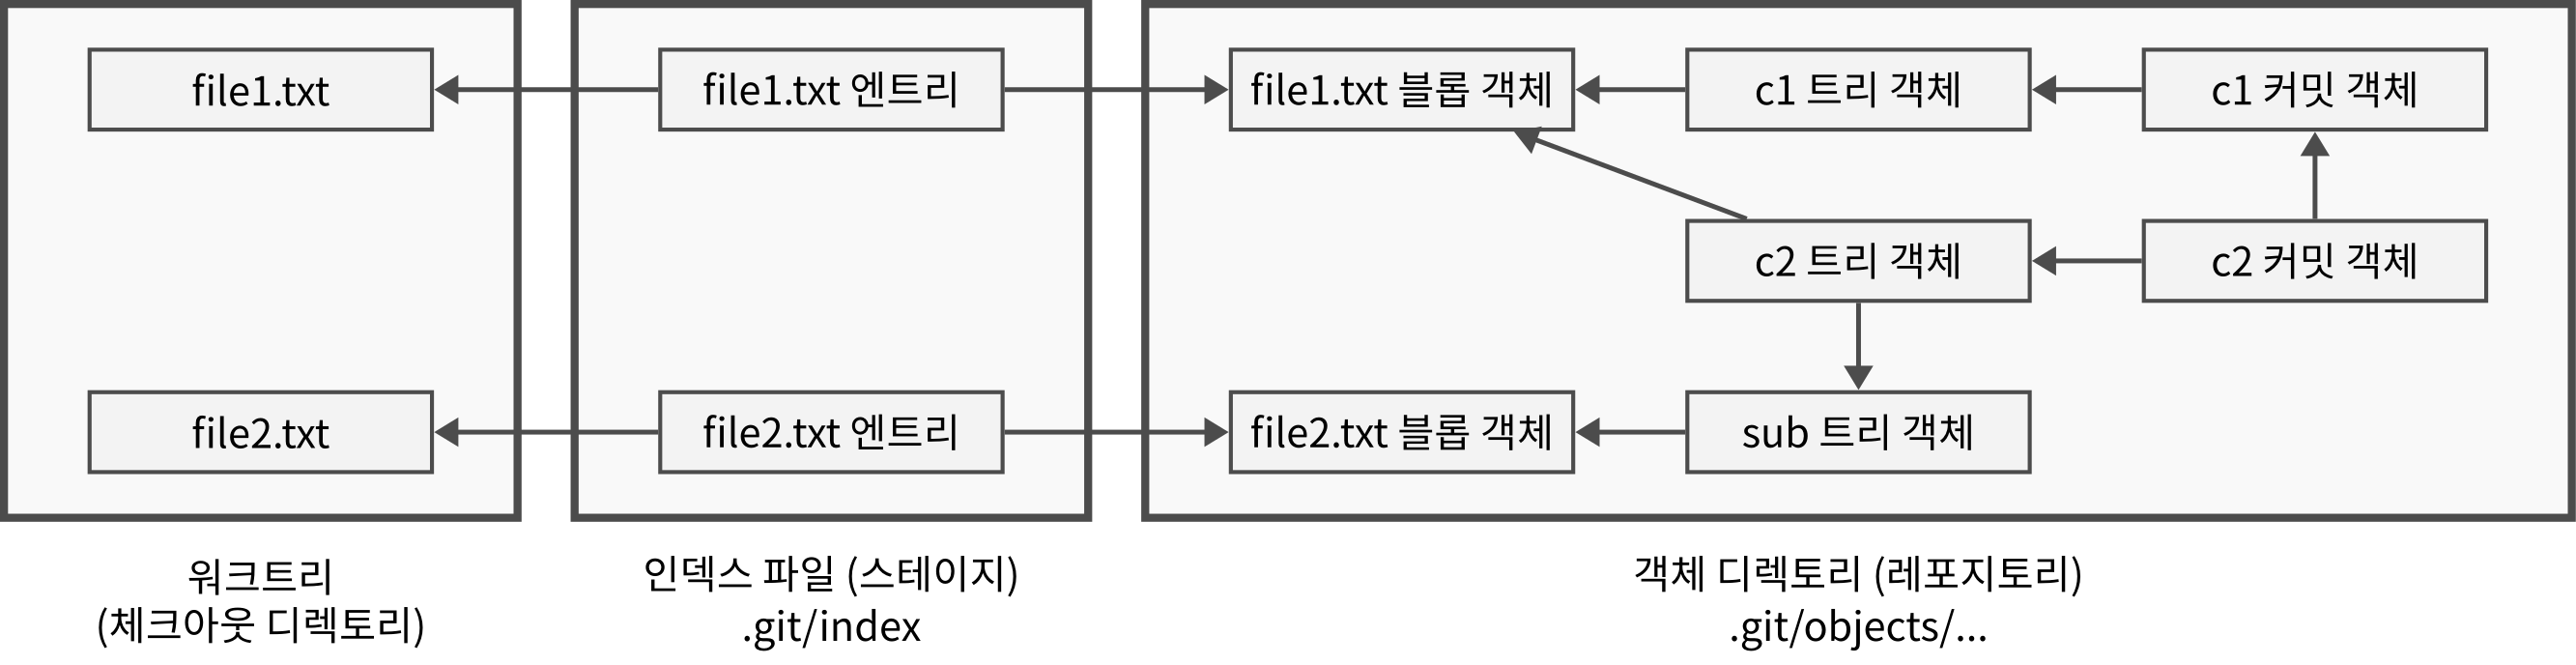 file1.txt
file1.txt 엔트리
file1.txt 블롭 객체
c1 트리 객체
c1 커밋 객체
c2 트리 객체
c2 커밋 객체
file2.txt
file2.txt 엔트리
file2.txt 블롭 객체
sub 트리 객체
워크트리
(체크아웃 디렉토리)
인덱스 파일 (스테이지)
.git/index
객체 디렉토리 (레포지토리)
.git/objects/...